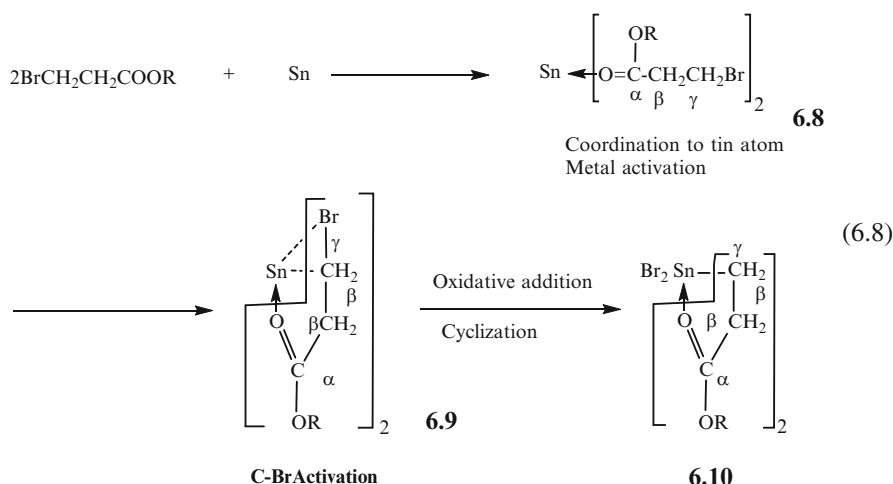 OR
2BrCH₂CH₂COOR + Sn Sn O=C-CH₂CH₂Br 2
α β γ
6.8
Coordination to tin atom
Metal activation
(6.8)
Br
γ
Sn CH₂
β
O β CH₂
C α
OR 2
6.9
C-BrActivation
Oxidative addition
Cyclization
γ
Br₂ Sn CH₂
β
O β CH₂
C α
OR 2
6.10